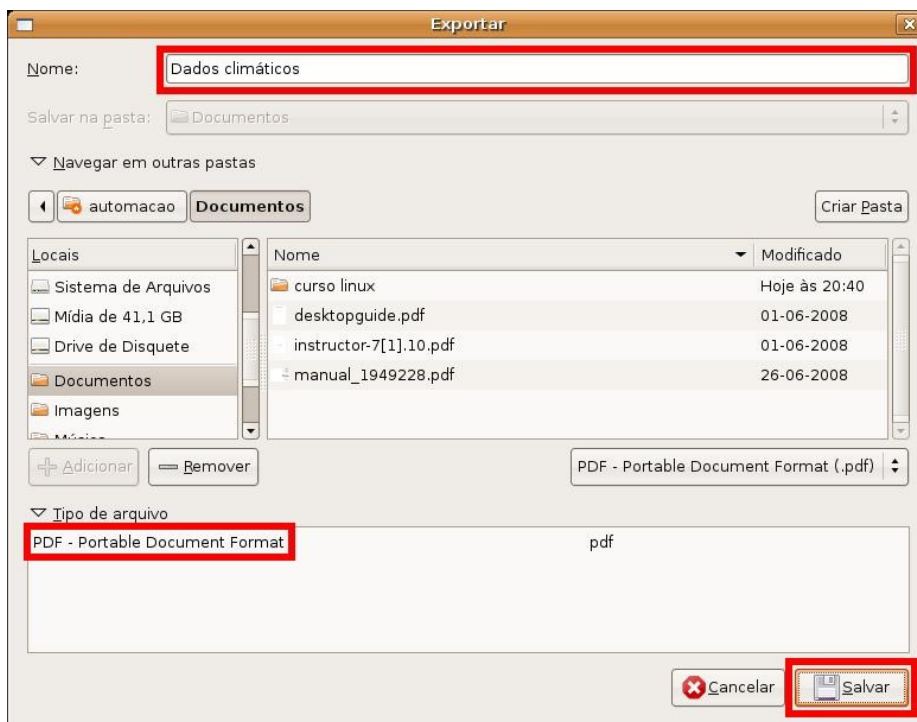 Exportar
Nome: Dados climáticos
Salvar na pasta: Documentos
Navegar em outras pastas
automacao Documentos Criar Pasta
Locais Nome Modificado
Sistema de Arquivos curso linux Hoje às 20:40
Mídia de 41,1 GB desktopguide.pdf 01-06-2008
Drive de Disquete instructor-7[1].10.pdf 01-06-2008
Documentos manual_1949228.pdf 26-06-2008
Imagens
Adicionar Remover PDF - Portable Document Format (.pdf)
Tipo de arquivo
PDF - Portable Document Format pdf
Cancelar Salvar